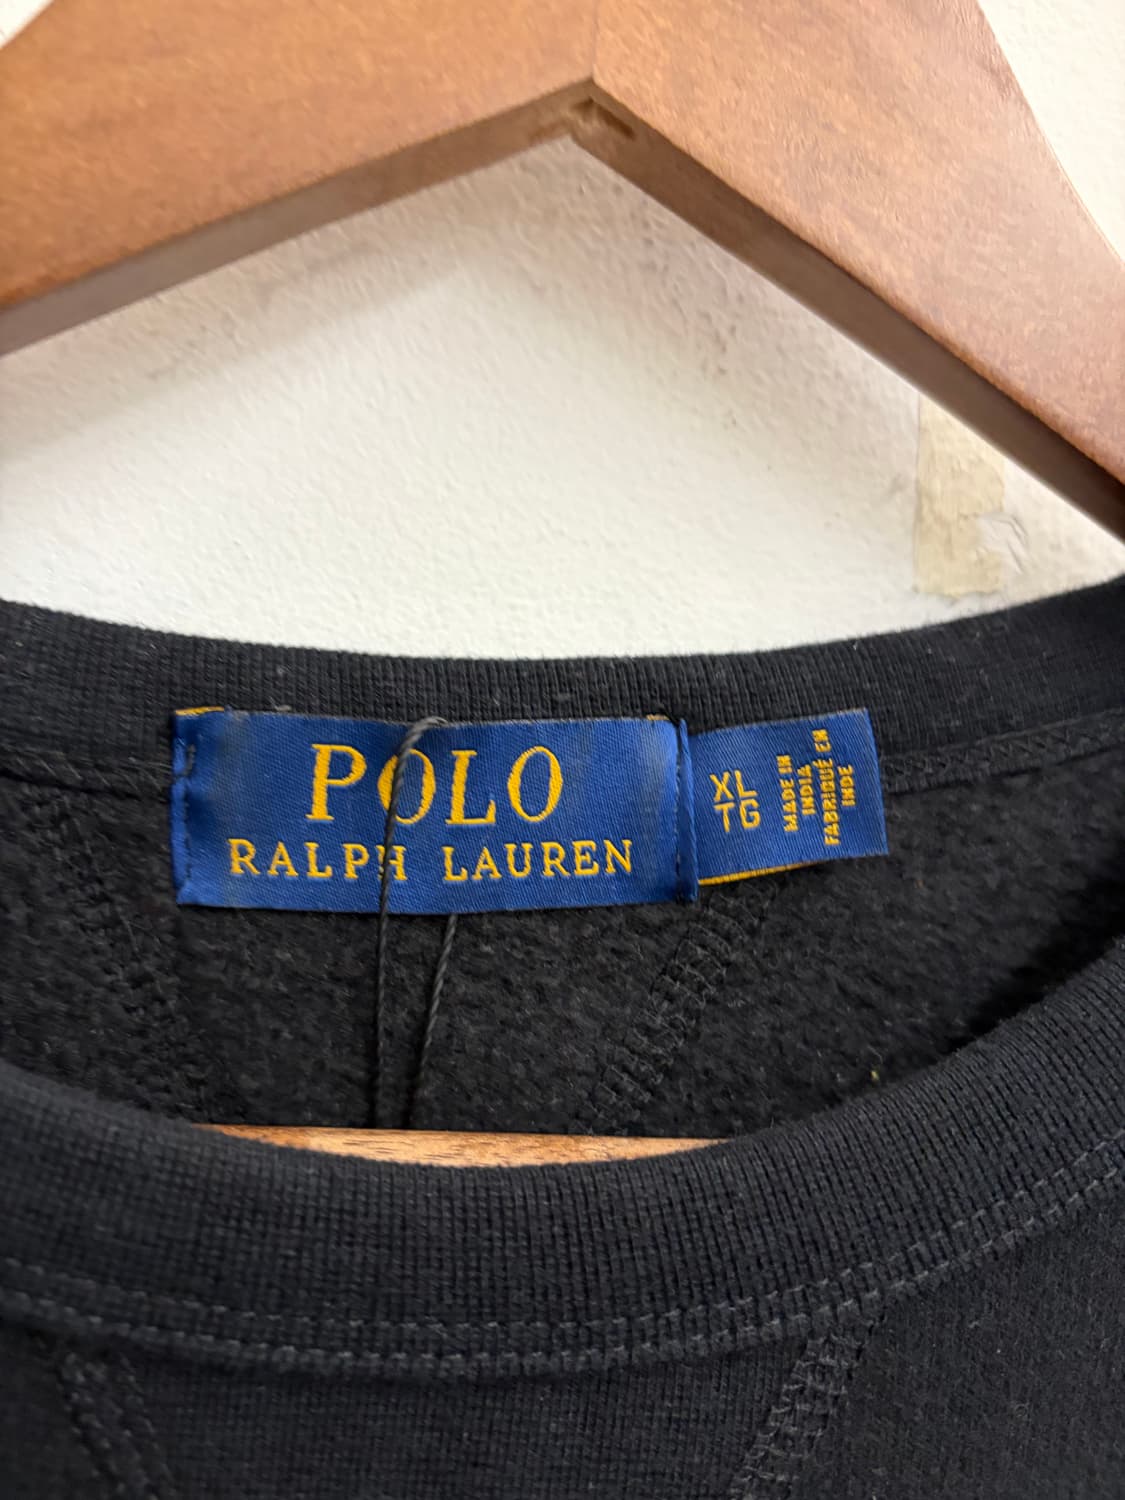 POLO
RALPH LAUREN
XL
TG
MADE IN
INDIA
FABRIQUÉ EN
INDE